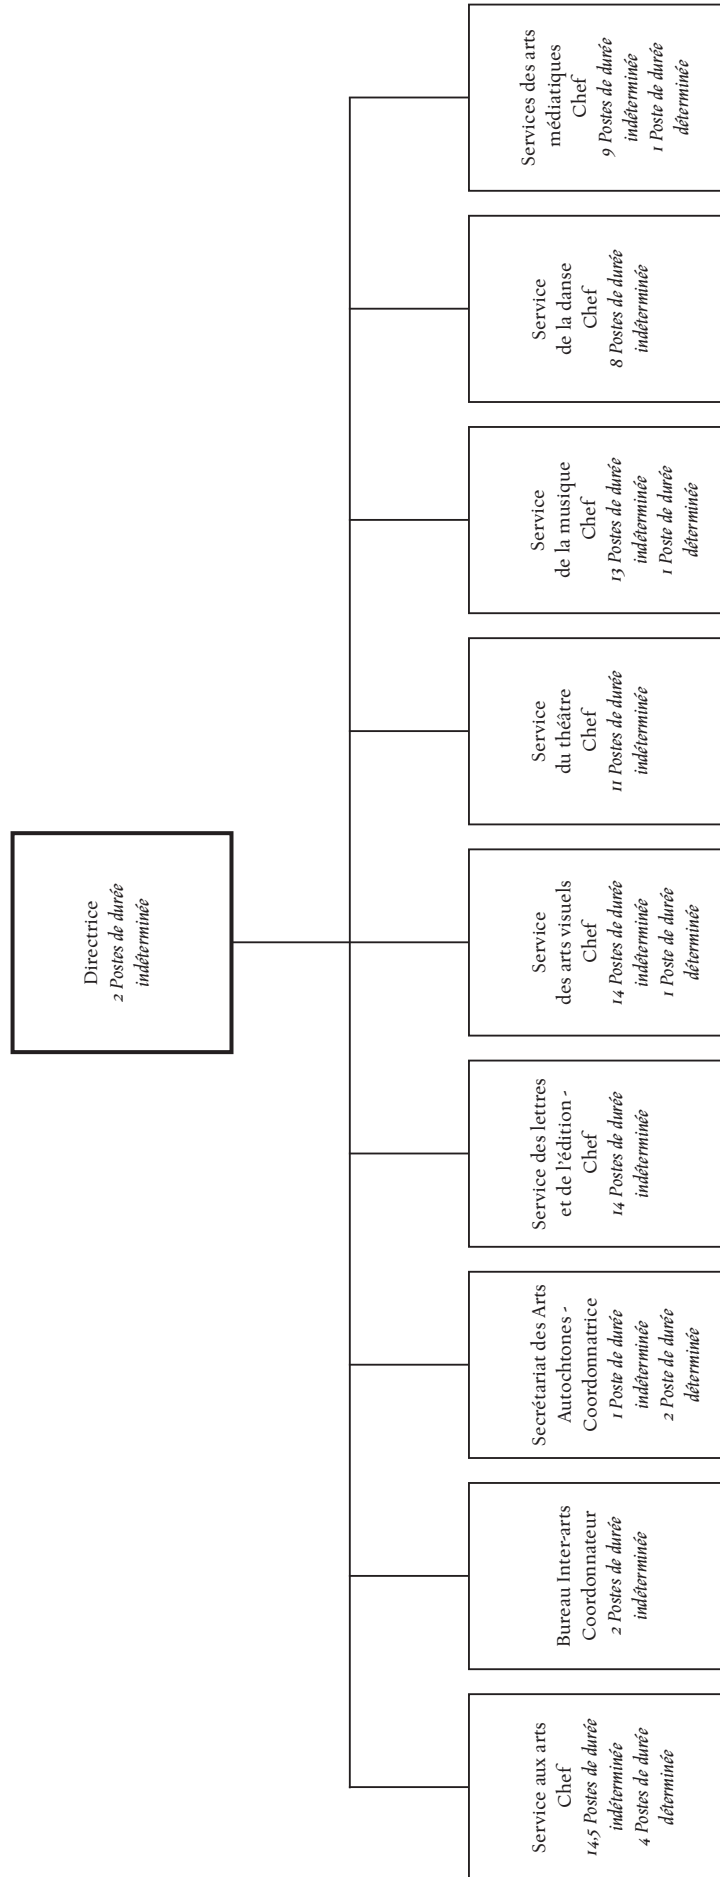 Directrice
2 Postes de durée
indéterminée
Service aux arts
Chef
14,5 Postes de durée
indéterminée
4 Postes de durée
déterminée
Bureau Inter-arts
Coordonnateur
2 Postes de durée
indéterminée
Secrétariat des Arts
Autochtones -
Coordonnatrice
1 Poste de durée
indéterminée
2 Poste de durée
déterminée
Service des lettres
et de l'édition -
Chef
14 Postes de durée
indéterminée
Service
des arts visuels
Chef
14 Postes de durée
indéterminée
1 Poste de durée
déterminée
Service
du théâtre
Chef
11 Postes de durée
indéterminée
Service
de la musique
Chef
13 Postes de durée
indéterminée
1 Poste de durée
déterminée
Service
de la danse
Chef
8 Postes de durée
indéterminée
Services des arts
médiatiques
Chef
9 Postes de durée
indéterminée
1 Poste de durée
déterminée